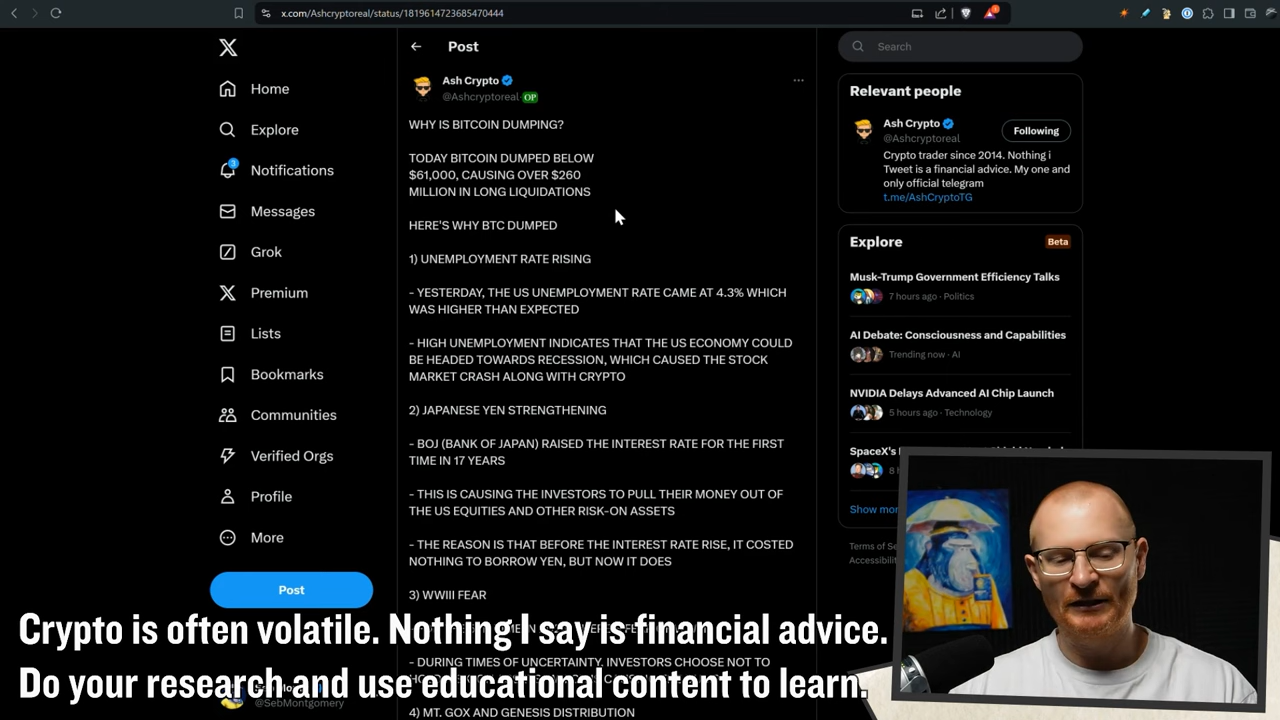 x.com/Ashcryptoreal/status/1819614723685470444
Post
Search
Ash Crypto
@Ashcryptoreal OP
WHY IS BITCOIN DUMPING?
TODAY BITCOIN DUMPED BELOW
$61,000, CAUSING OVER $260
MILLION IN LONG LIQUIDATIONS
HERE'S WHY BTC DUMPED
1) UNEMPLOYMENT RATE RISING
- YESTERDAY, THE US UNEMPLOYMENT RATE CAME AT 4.3% WHICH
WAS HIGHER THAN EXPECTED
- HIGH UNEMPLOYMENT INDICATES THAT THE US ECONOMY COULD
BE HEADED TOWARDS RECESSION, WHICH CAUSED THE STOCK
MARKET CRASH ALONG WITH CRYPTO
2) JAPANESE YEN STRENGTHENING
- BOJ (BANK OF JAPAN) RAISED THE INTEREST RATE FOR THE FIRST
TIME IN 17 YEARS
- THIS IS CAUSING THE INVESTORS TO PULL THEIR MONEY OUT OF
THE US EQUITIES AND OTHER RISK-ON ASSETS
- THE REASON IS THAT BEFORE THE INTEREST RATE RISE, IT COSTED
NOTHING TO BORROW YEN, BUT NOW IT DOES
3) WWIII FEAR
- DURING TIMES OF UNCERTAINTY, INVESTORS CHOOSE NOT TO
4) MT. GOX AND GENESIS DISTRIBUTION
Home
Explore
3
Notifications
Messages
Grok
Premium
Lists
Bookmarks
Communities
Verified Orgs
Profile
More
Post
@SebMontgomery
Relevant people
Ash Crypto
@Ashcryptoreal
Following
Crypto trader since 2014. Nothing i
Tweet is a financial advice. My one and
only official telegram
t.me/AshCryptoTG
Explore
Beta
Musk-Trump Government Efficiency Talks
7 hours ago · Politics
AI Debate: Consciousness and Capabilities
Trending now · AI
NVIDIA Delays Advanced AI Chip Launch
5 hours ago · Technology
SpaceX's
Show
Terms of
Crypto is often volatile. Nothing I say is financial advice.
Do your research and use educational content to learn.